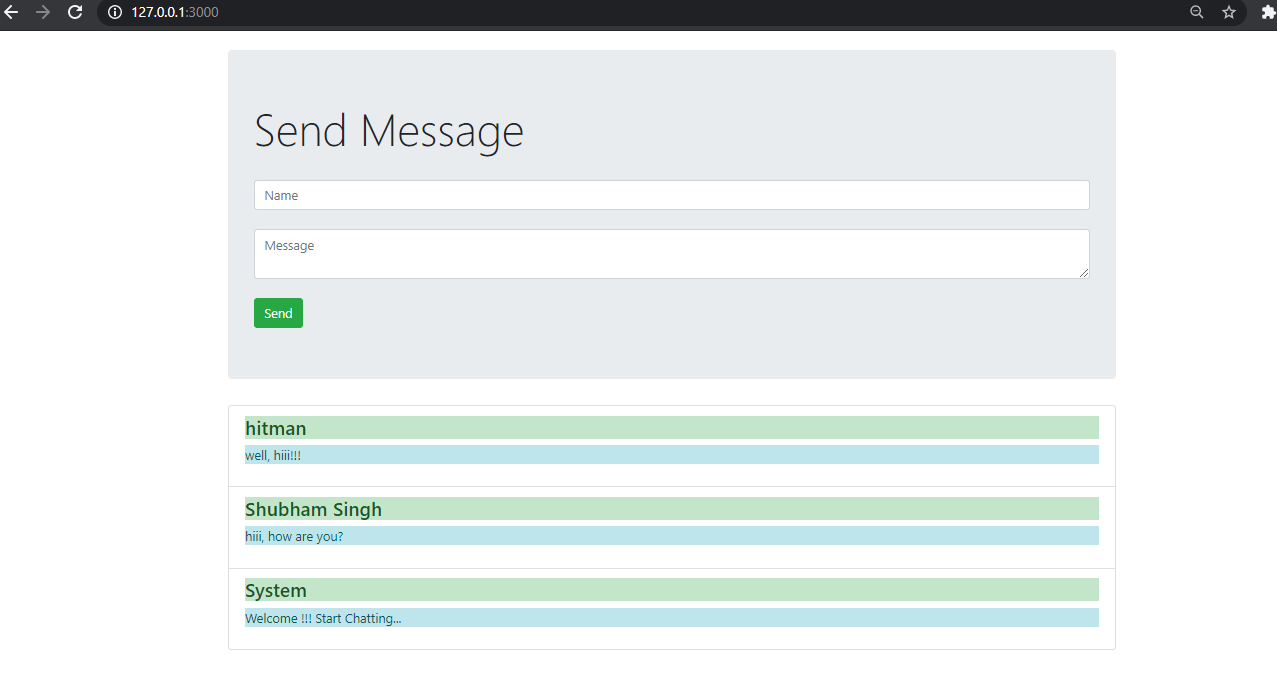 127.0.0.1:3000
Send Message
Name
Message
Send
hitman
well, hiii!!!
Shubham Singh
hiii, how are you?
System
Welcome !!! Start Chatting...